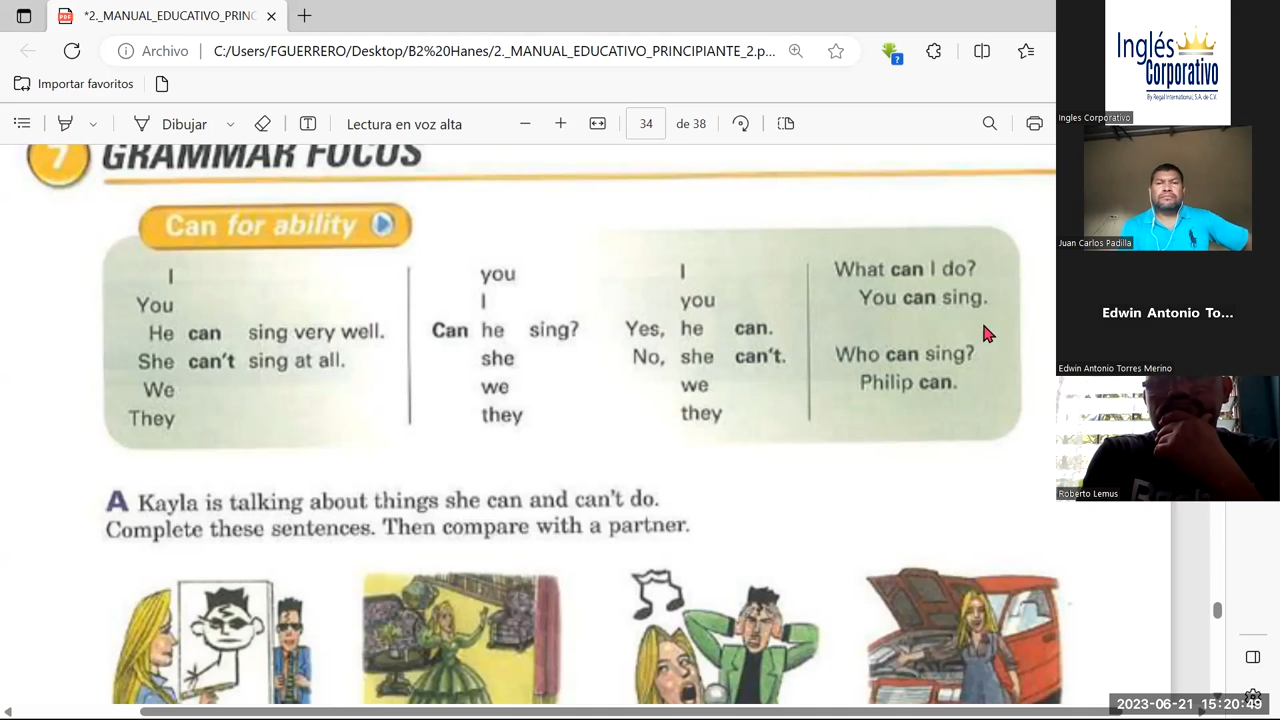 *2._MANUAL_EDUCATIVO_PRINC
Archivo
C:/Users/FGUERRERO/Desktop/B2%20Hanes/2._MANUAL_EDUCATIVO_PRINCIPIANTE_2.p...
Importar favoritos
Dibujar
Lectura en voz alta
34
de 38
7 GRAMMAR FOCUS
Can for ability
I
You
He can sing very well.
She can't sing at all.
We
They
you
I
Can he sing?
she
we
they
I
you
Yes, he can.
No, she can't.
we
they
What can I do?
You can sing.
Who can sing?
Philip can.
A Kayla is talking about things she can and can't do.
Complete these sentences. Then compare with a partner.
Inglés
Corporativo
By Regal International, S.A. de C.V.
Ingles Corporativo
Juan Carlos Padilla
Edwin Antonio To...
Edwin Antonio Torres Merino
Roberto Lemus
2023-06-21 15:20:49